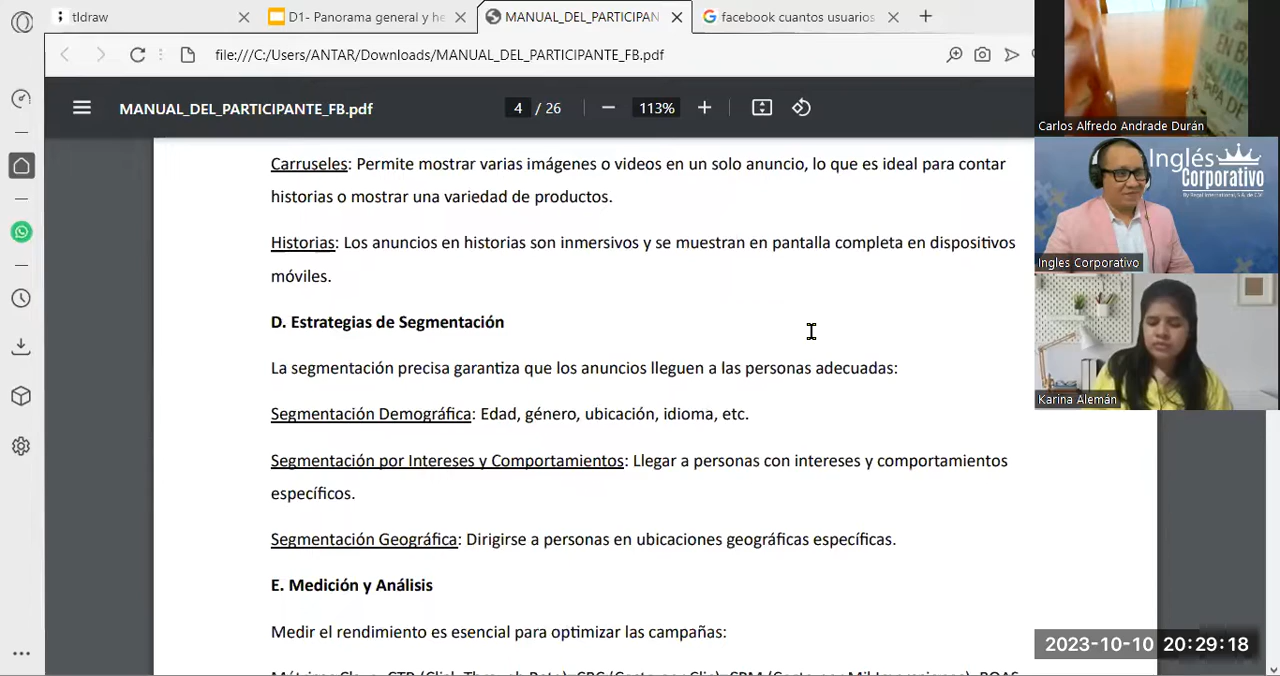 tldraw
D1- Panorama general y he
MANUAL_DEL_PARTICIPAN
facebook cuantos usuarios
file:///C:/Users/ANTAR/Downloads/MANUAL_DEL_PARTICIPANTE_FB.pdf
MANUAL_DEL_PARTICIPANTE_FB.pdf
4 / 26
113%
Carruseles: Permite mostrar varias imágenes o videos en un solo anuncio, lo que es ideal para contar
historias o mostrar una variedad de productos.
Historias: Los anuncios en historias son inmersivos y se muestran en pantalla completa en dispositivos
móviles.
D. Estrategias de Segmentación
La segmentación precisa garantiza que los anuncios lleguen a las personas adecuadas:
Segmentación Demográfica: Edad, género, ubicación, idioma, etc.
Segmentación por Intereses y Comportamientos: Llegar a personas con intereses y comportamientos
específicos.
Segmentación Geográfica: Dirigirse a personas en ubicaciones geográficas específicas.
E. Medición y Análisis
Medir el rendimiento es esencial para optimizar las campañas:
EN BA
PAPA DE
Carlos Alfredo Andrade Durán
Inglés
Corporativo
Ingles Corporativo
Karina Alemán
2023-10-10 20:29:18